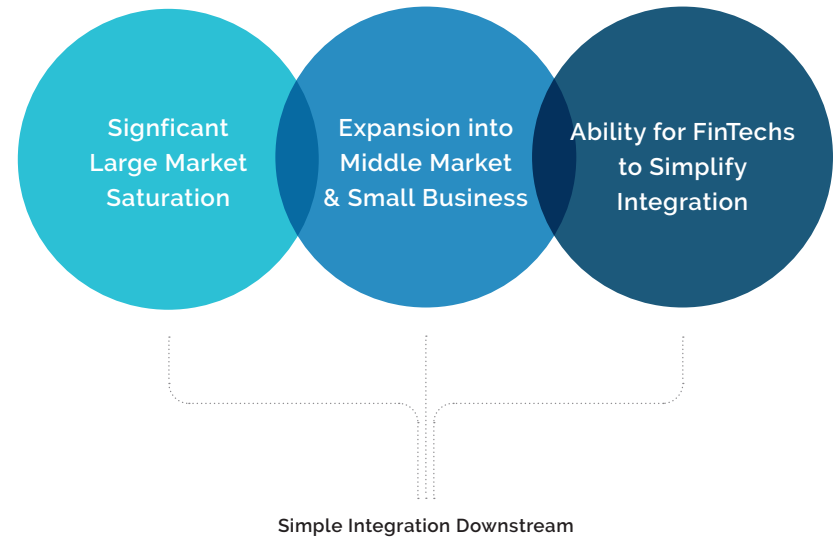 Signficant
Large Market
Saturation
Expansion into
Middle Market
& Small Business
Ability for FinTechs
to Simplify
Integration
Simple Integration Downstream